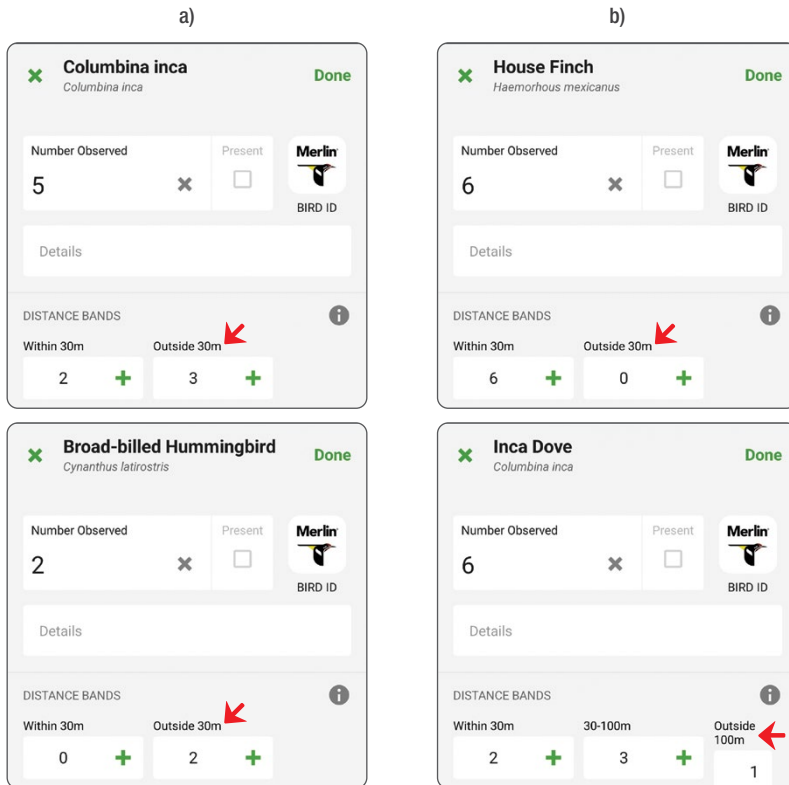 a)
Columbina inca
Columbina inca
Done
Number Observed
5
Present
Merlin
BIRD ID
Details
DISTANCE BANDS
Within 30m
Outside 30m
2
3
Broad-billed Hummingbird
Cynanthus latirostris
Done
Number Observed
2
Present
Merlin
BIRD ID
Details
DISTANCE BANDS
Within 30m
Outside 30m
0
2
b)
House Finch
Haemorhous mexicanus
Done
Number Observed
6
Present
Merlin
BIRD ID
Details
DISTANCE BANDS
Within 30m
Outside 30m
6
0
Inca Dove
Columbina inca
Done
Number Observed
6
Present
Merlin
BIRD ID
Details
DISTANCE BANDS
Within 30m
30-100m
Outside
100m
2
3
1